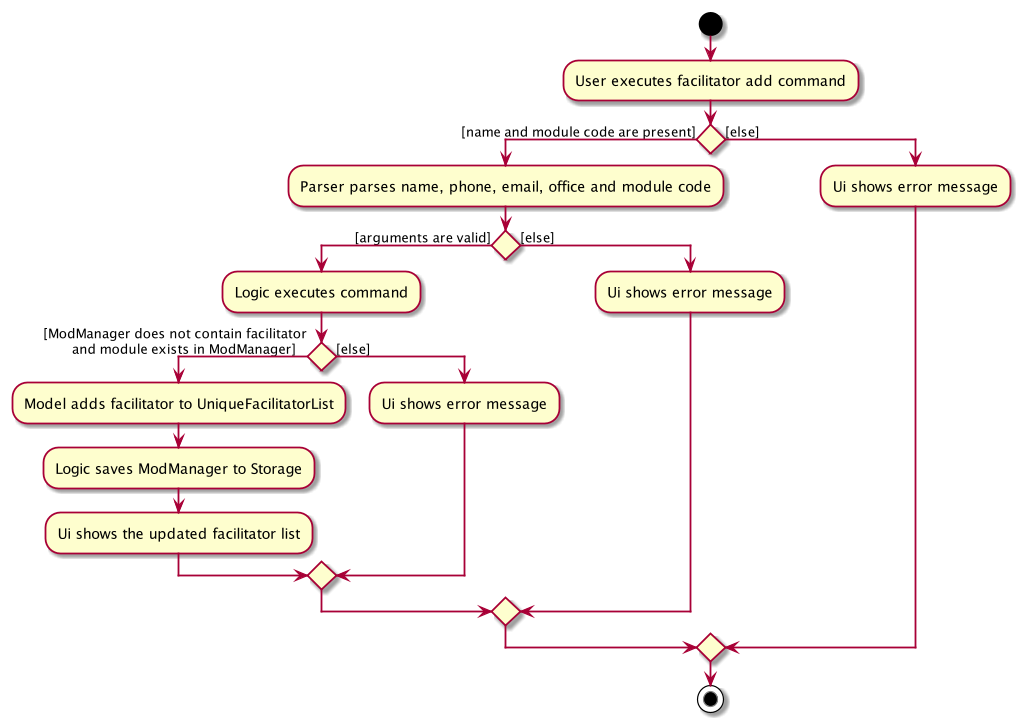 User executes facilitator add command
[name and module code are present]
[else]
Parser parses name, phone, email, office and module code
Ui shows error message
[arguments are valid]
[else]
Logic executes command
Ui shows error message
[ModManager does not contain facilitator
and module exists in ModManager]
[else]
Model adds facilitator to UniqueFacilitatorList
Ui shows error message
Logic saves ModManager to Storage
Ui shows the updated facilitator list